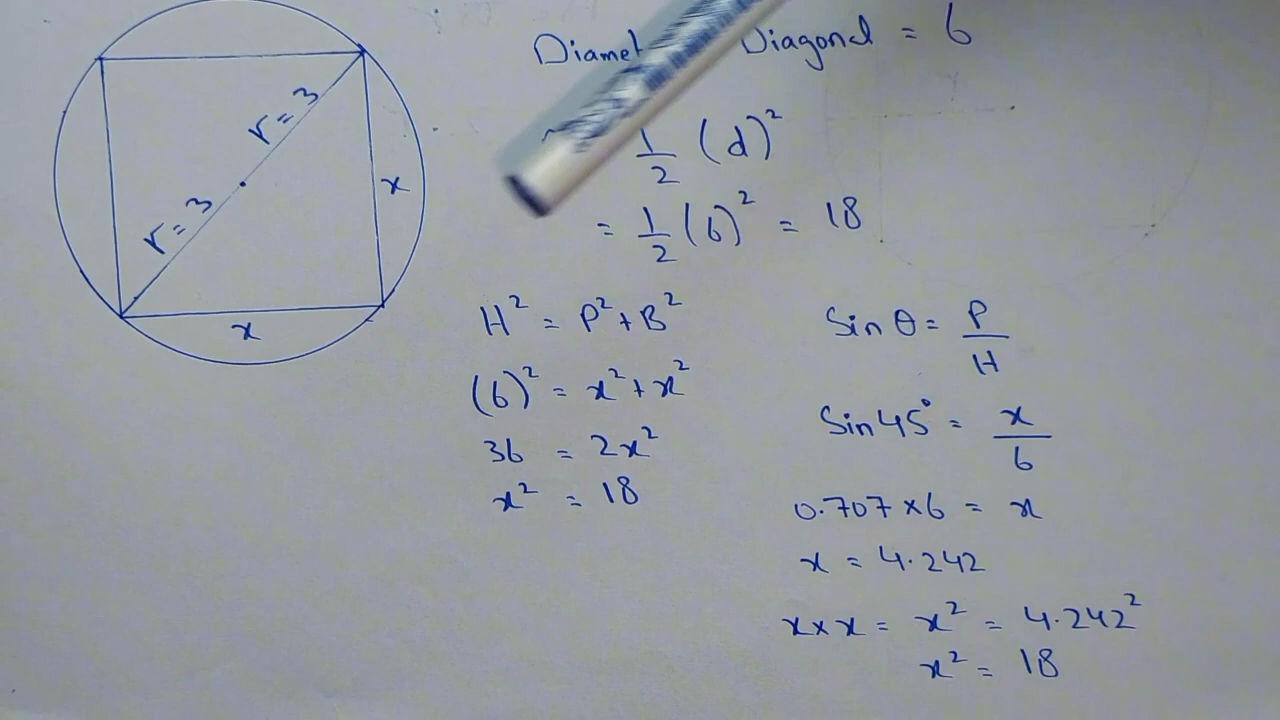 r = 3
r = 3
x
x
Diagonal = 6
1/2 (d)²
= 1/2 (6)² = 18
H² = P² + B²
(6)² = x² + x²
36 = 2x²
x² = 18
Sin θ = P/H
Sin 45° = x/6
0.707 × 6 = x
x = 4.242
x × x = x² = 4.242²
x² = 18